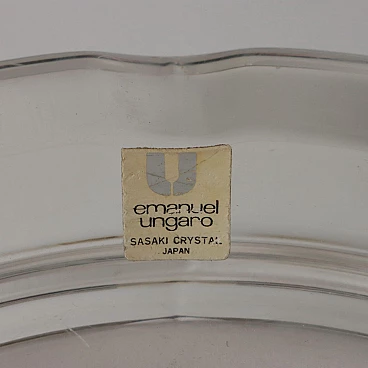 emanuel
ungaro
SASAKI CRYSTAL
JAPAN